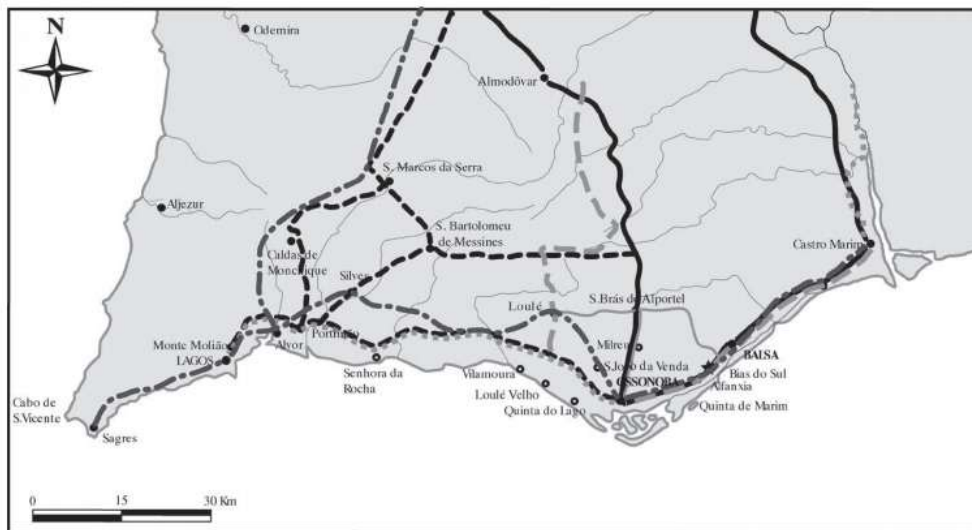 N
Odemira
Almodôvar
S. Marcos da Serra
Aljezur
S. Bartolomeu
de Messines
Castro Marim
Caldas de
Monchique
Silves
Loulé
S.Brás de Alportel
Portimão
Monte Molião
Alvor
Milreu
LAGOS
S.João da Venda
BALSA
Senhora da
Rocha
Vilamoura
OSSONOBA
Bias do Sul
Alfanxia
Cabo de
S.Vicente
Loulé Velho
Quinta do Lago
Quinta de Marim
Sagres
0 15 30 Km